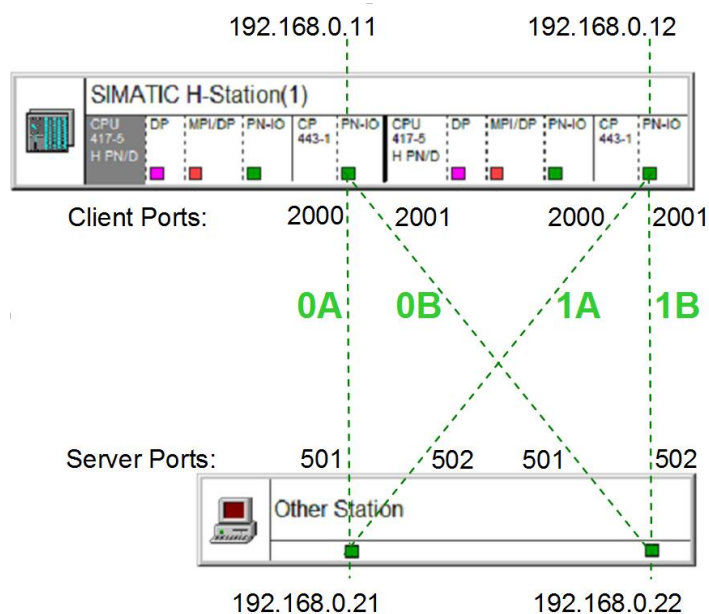 192.168.0.11 192.168.0.12
SIMATIC H-Station(1)
CPU 417-5 H PN/D DP MPI/DP PN-IO CP 443-1 PN-IO CPU 417-5 H PN/D DP MPI/DP PN-IO CP 443-1 PN-IO
Client Ports: 2000 2001 2000 2001
0A 0B 1A 1B
Server Ports: 501 502 501 502
Other Station
192.168.0.21 192.168.0.22